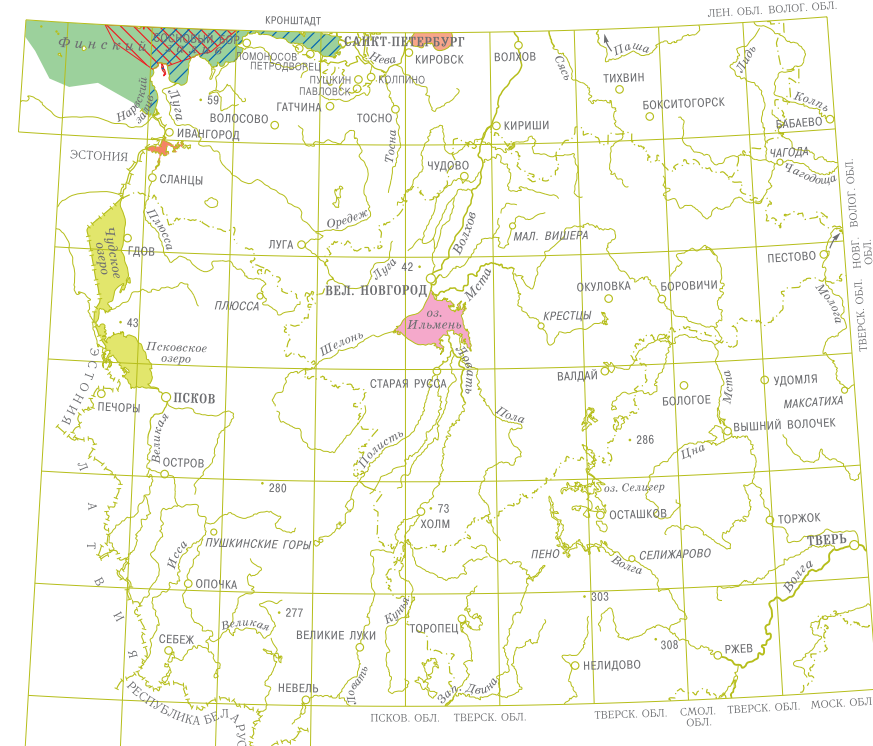 ЛЕН. ОБЛ. ВОЛОГ. ОБЛ.
КРОНШТАДТ
Финский залив
СОСНОВЫЙ БОР
САНКТ-ПЕТЕРБУРГ
ЛОМОНОСОВ
ПЕТРОДВОРЕЦ
Нева
КИРОВСК
ВОЛХОВ
Сясь
Паша
Лидь
ПУШКИН
КОЛПИНО
ПАВЛОВСК
ТИХВИН
Нарвский
залив
Луга
59
ВОЛОСОВО
ГАТЧИНА
ТОСНО
БОКСИТОГОРСК
Колпь
БАБАЕВО
ИВАНГОРОД
Тосна
КИРИШИ
ЭСТОНИЯ
СЛАНЦЫ
ЧУДОВО
ЧАГОДА
Чагодоща
Плюсса
Оредеж
Волхов
Чудское
озеро
ГДОВ
ЛУГА
МАЛ. ВИШЕРА
ПЕСТОВО
НОВГ. ВОЛОГ. ОБЛ.
ОБЛ.
ТВЕРСК. ОБЛ.
Луга
42
ВЕЛ. НОВГОРОД
Мста
ОКУЛОВКА
БОРОВИЧИ
Молога
ПЛЮССА
43
оз.
Ильмень
КРЕСТЦЫ
Псковское
озеро
Шелонь
Ловать
ЭСТОНИЯ
СТАРАЯ РУССА
ВАЛДАЙ
УДОМЛЯ
ПЕЧОРЫ
ПСКОВ
БОЛОГОЕ
Мста
МАКСАТИХА
Пола
ВЫШНИЙ ВОЛОЧЕК
Великая
Полисть
286
Цна
ОСТРОВ
ЛАТВИЯ
280
оз. Селигер
73
ХОЛМ
ОСТАШКОВ
ТОРЖОК
Исса
ПУШКИНСКИЕ ГОРЫ
ПЕНО
СЕЛИЖАРОВО
ТВЕРЬ
Волга
Волга
ОПОЧКА
303
277
Великая
Кунья
СЕБЕЖ
ВЕЛИКИЕ ЛУКИ
ТОРОПЕЦ
308
РЖЕВ
НЕЛИДОВО
НЕВЕЛЬ
Ловать
Зап. Двина
РЕСПУБЛИКА БЕЛАРУС
ПСКОВ. ОБЛ.
ТВЕРСК. ОБЛ.
ТВЕРСК. ОБЛ.
СМОЛ.
ОБЛ.
ТВЕРСК. ОБЛ.
МОСК. ОБЛ